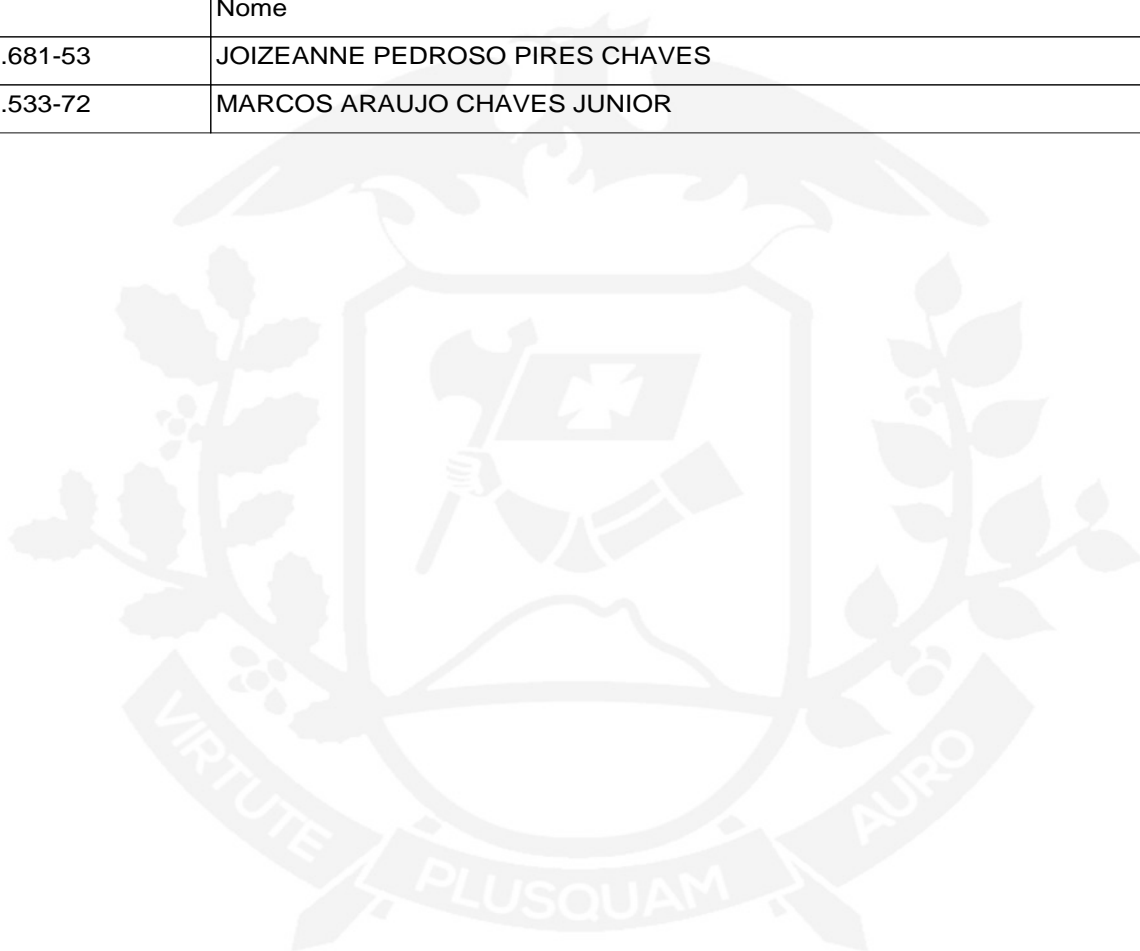 Nome
.681-53 JOIZEANNE PEDROSO PIRES CHAVES
.533-72 MARCOS ARAUJO CHAVES JUNIOR
VIRTUTE PLUSQUAM AURO